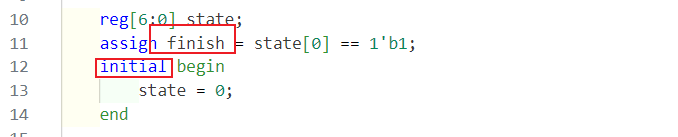 10 reg[6:0] state;
11 assign finish = state[0] == 1'b1;
12 initial begin
13 state = 0;
14 end